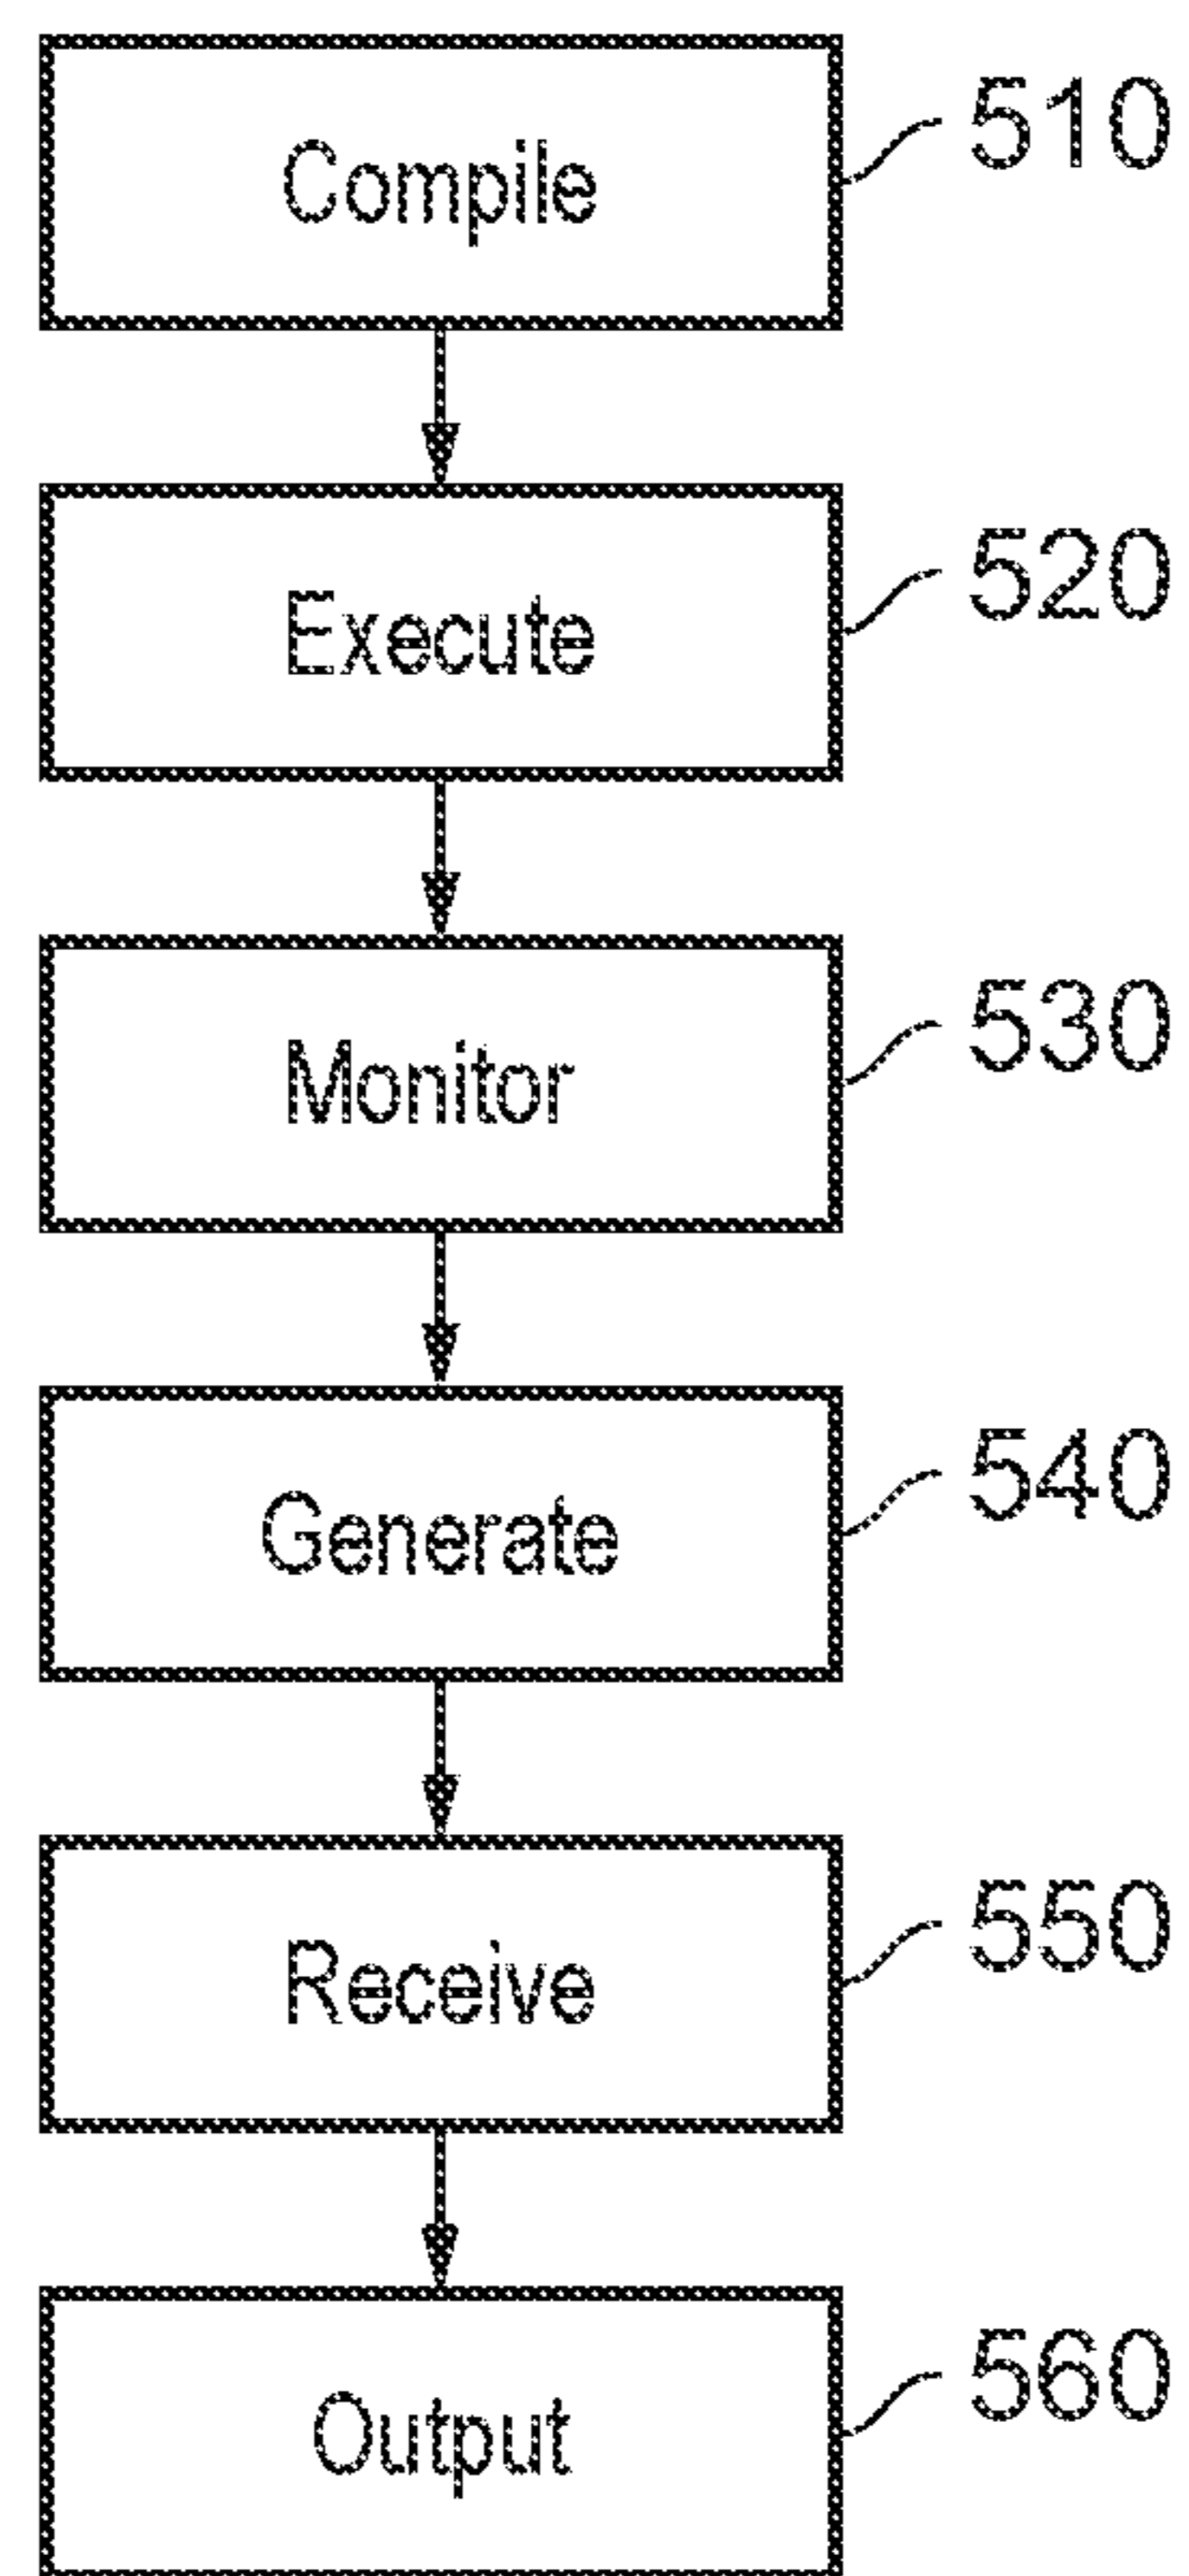 Compile
510
Execute
520
Monitor
530
Generate
540
Receive
550
Output
560